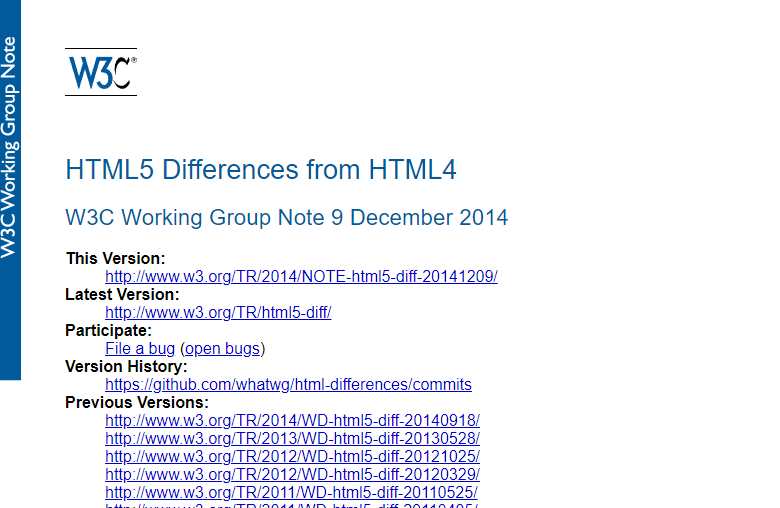 W3C Working Group Note
W3C®
HTML5 Differences from HTML4
W3C Working Group Note 9 December 2014
This Version:
http://www.w3.org/TR/2014/NOTE-html5-diff-20141209/
Latest Version:
http://www.w3.org/TR/html5-diff/
Participate:
File a bug (open bugs)
Version History:
https://github.com/whatwg/html-differences/commits
Previous Versions:
http://www.w3.org/TR/2014/WD-html5-diff-20140918/
http://www.w3.org/TR/2013/WD-html5-diff-20130528/
http://www.w3.org/TR/2012/WD-html5-diff-20121025/
http://www.w3.org/TR/2012/WD-html5-diff-20120329/
http://www.w3.org/TR/2011/WD-html5-diff-20110525/